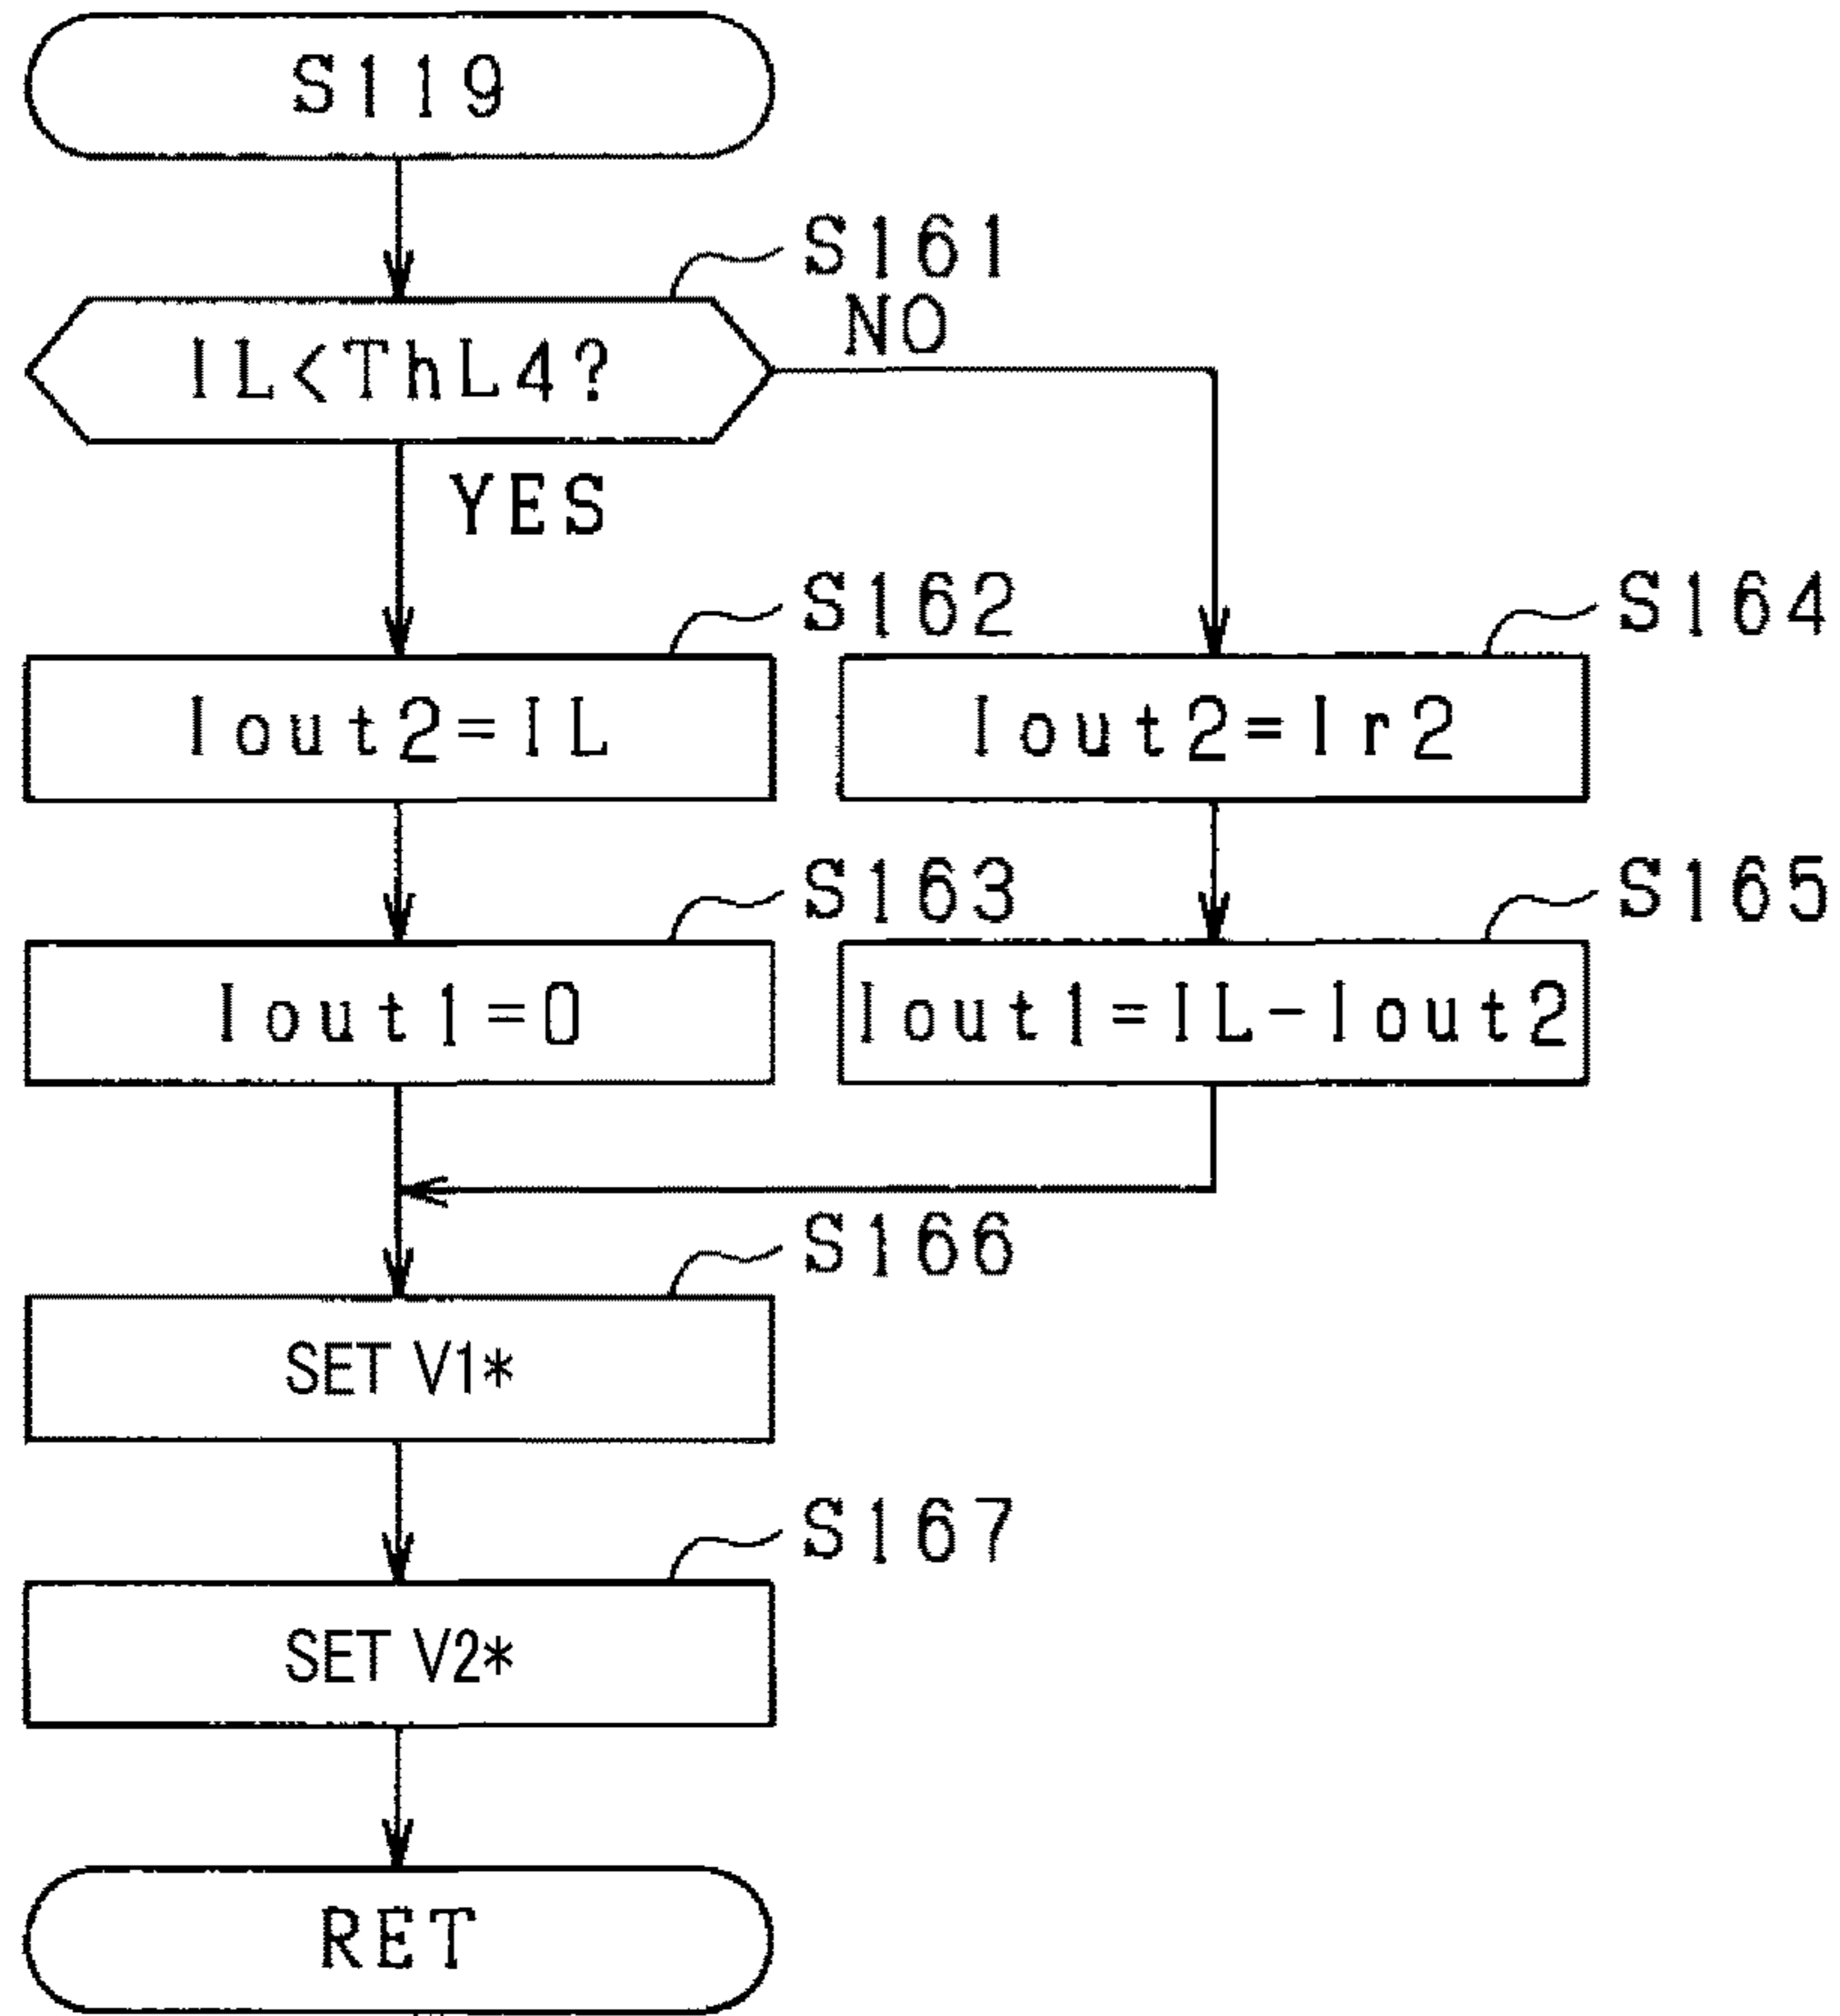 S119
S161
NO
IL<ThL4?
YES
S162
S164
Iout2=IL
Iout2=Ir2
S163
S165
Iout1=0
Iout1=IL-Iout2
S166
SET V1*
S167
SET V2*
RET